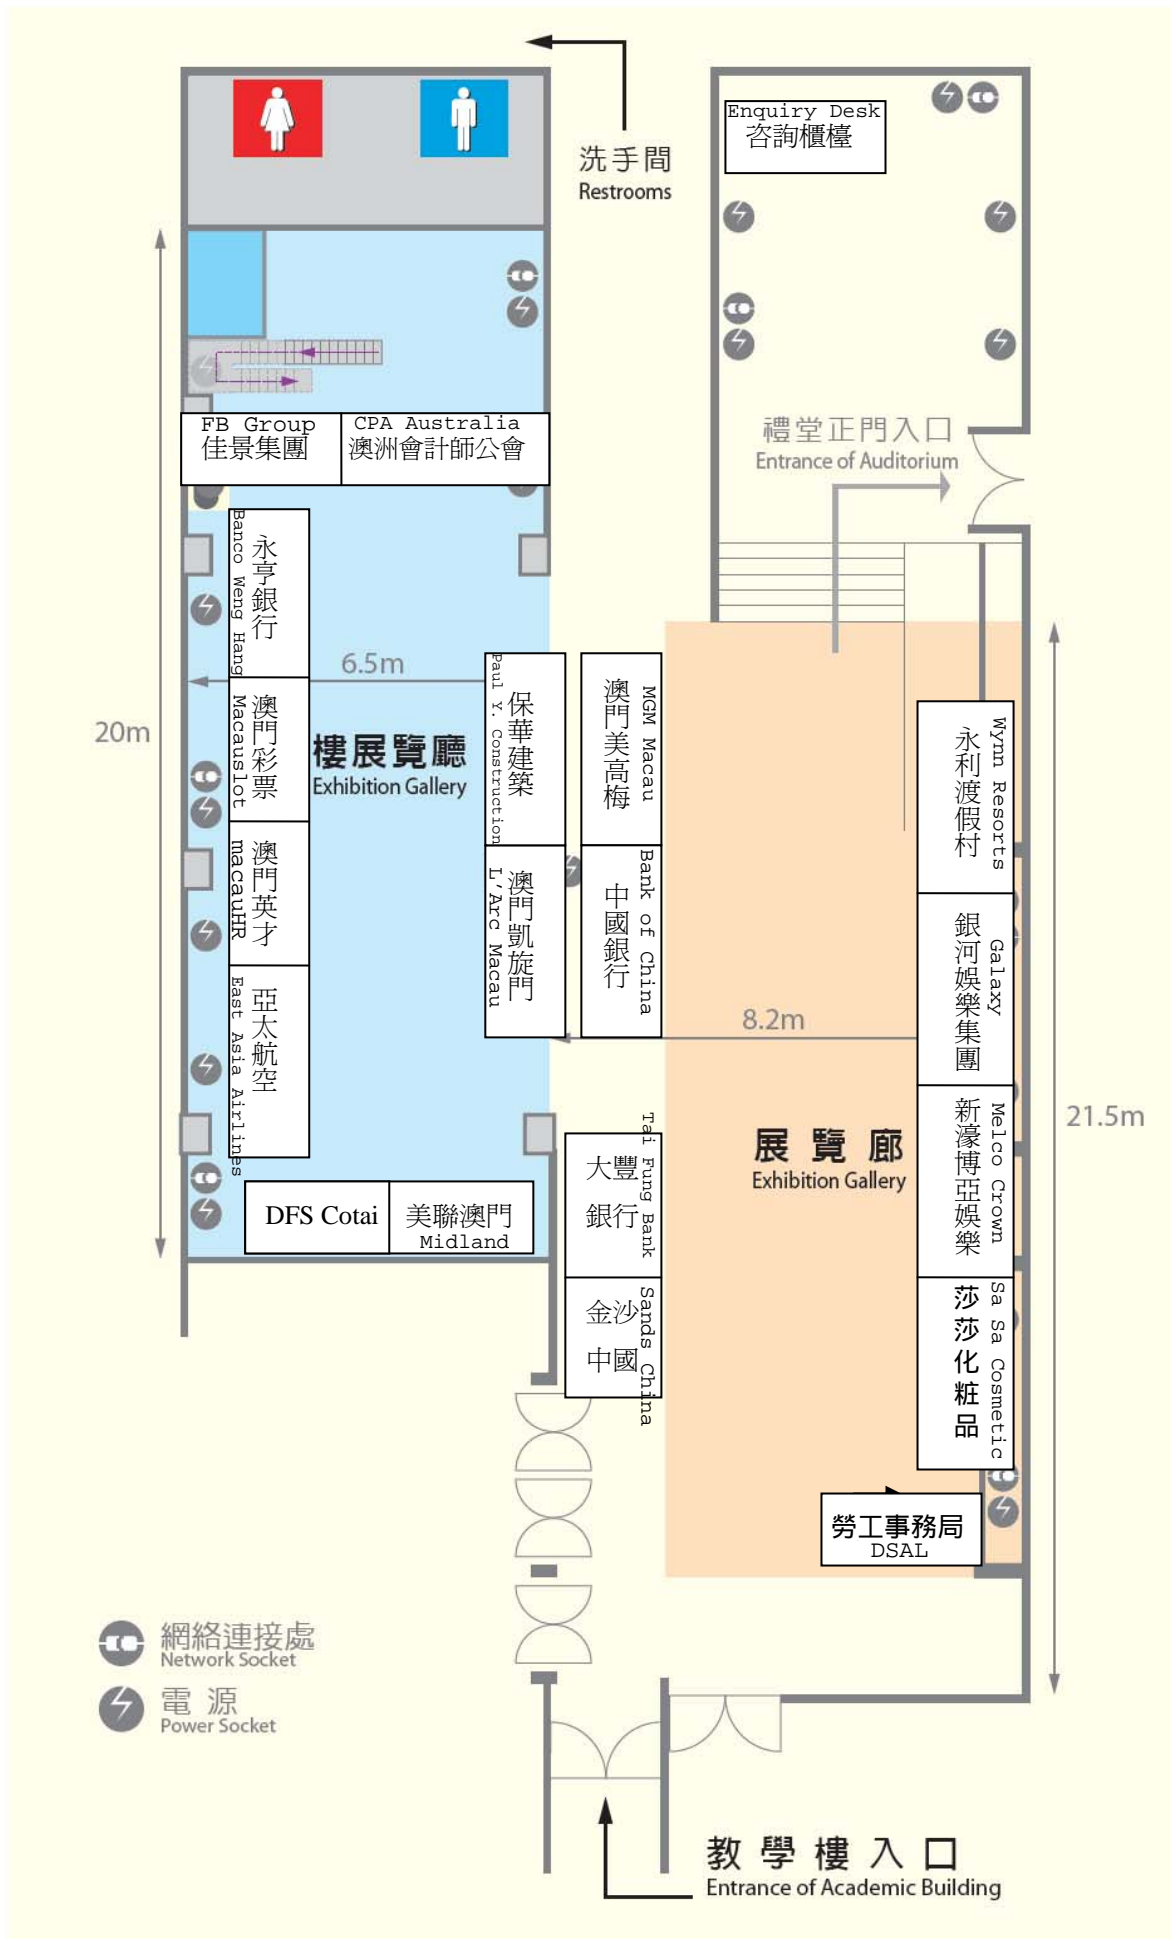 洗手間
Restrooms
Enquiry Desk
咨詢櫃檯
FB Group
佳景集團
CPA Australia
澳洲會計師公會
禮堂正門入口
Entrance of Auditorium
永亨銀行
Banco Weng Hang
澳門彩票
Macauslot
澳門英才
macauHR
亞太航空
East Asia Airlines
6.5m
20m
樓展覽廳
Exhibition Gallery
保華建築
Paul Y. Construction
澳門凱旋門
L'Arc Macau
MGM Macau
澳門美高梅
Bank of China
中國銀行
Wynn Resorts
永利渡假村
Galaxy
銀河娛樂集團
8.2m
Melco Crown
新濠博亞娛樂
21.5m
展覽廊
Exhibition Gallery
Tai Fung Bank
大豐
銀行
DFS Cotai
美聯澳門
Midland
Sands China
金沙
中國
Sa Sa Cosmetic
莎莎化粧品
勞工事務局
DSAL
網絡連接處
Network Socket
電源
Power Socket
教學樓入口
Entrance of Academic Building